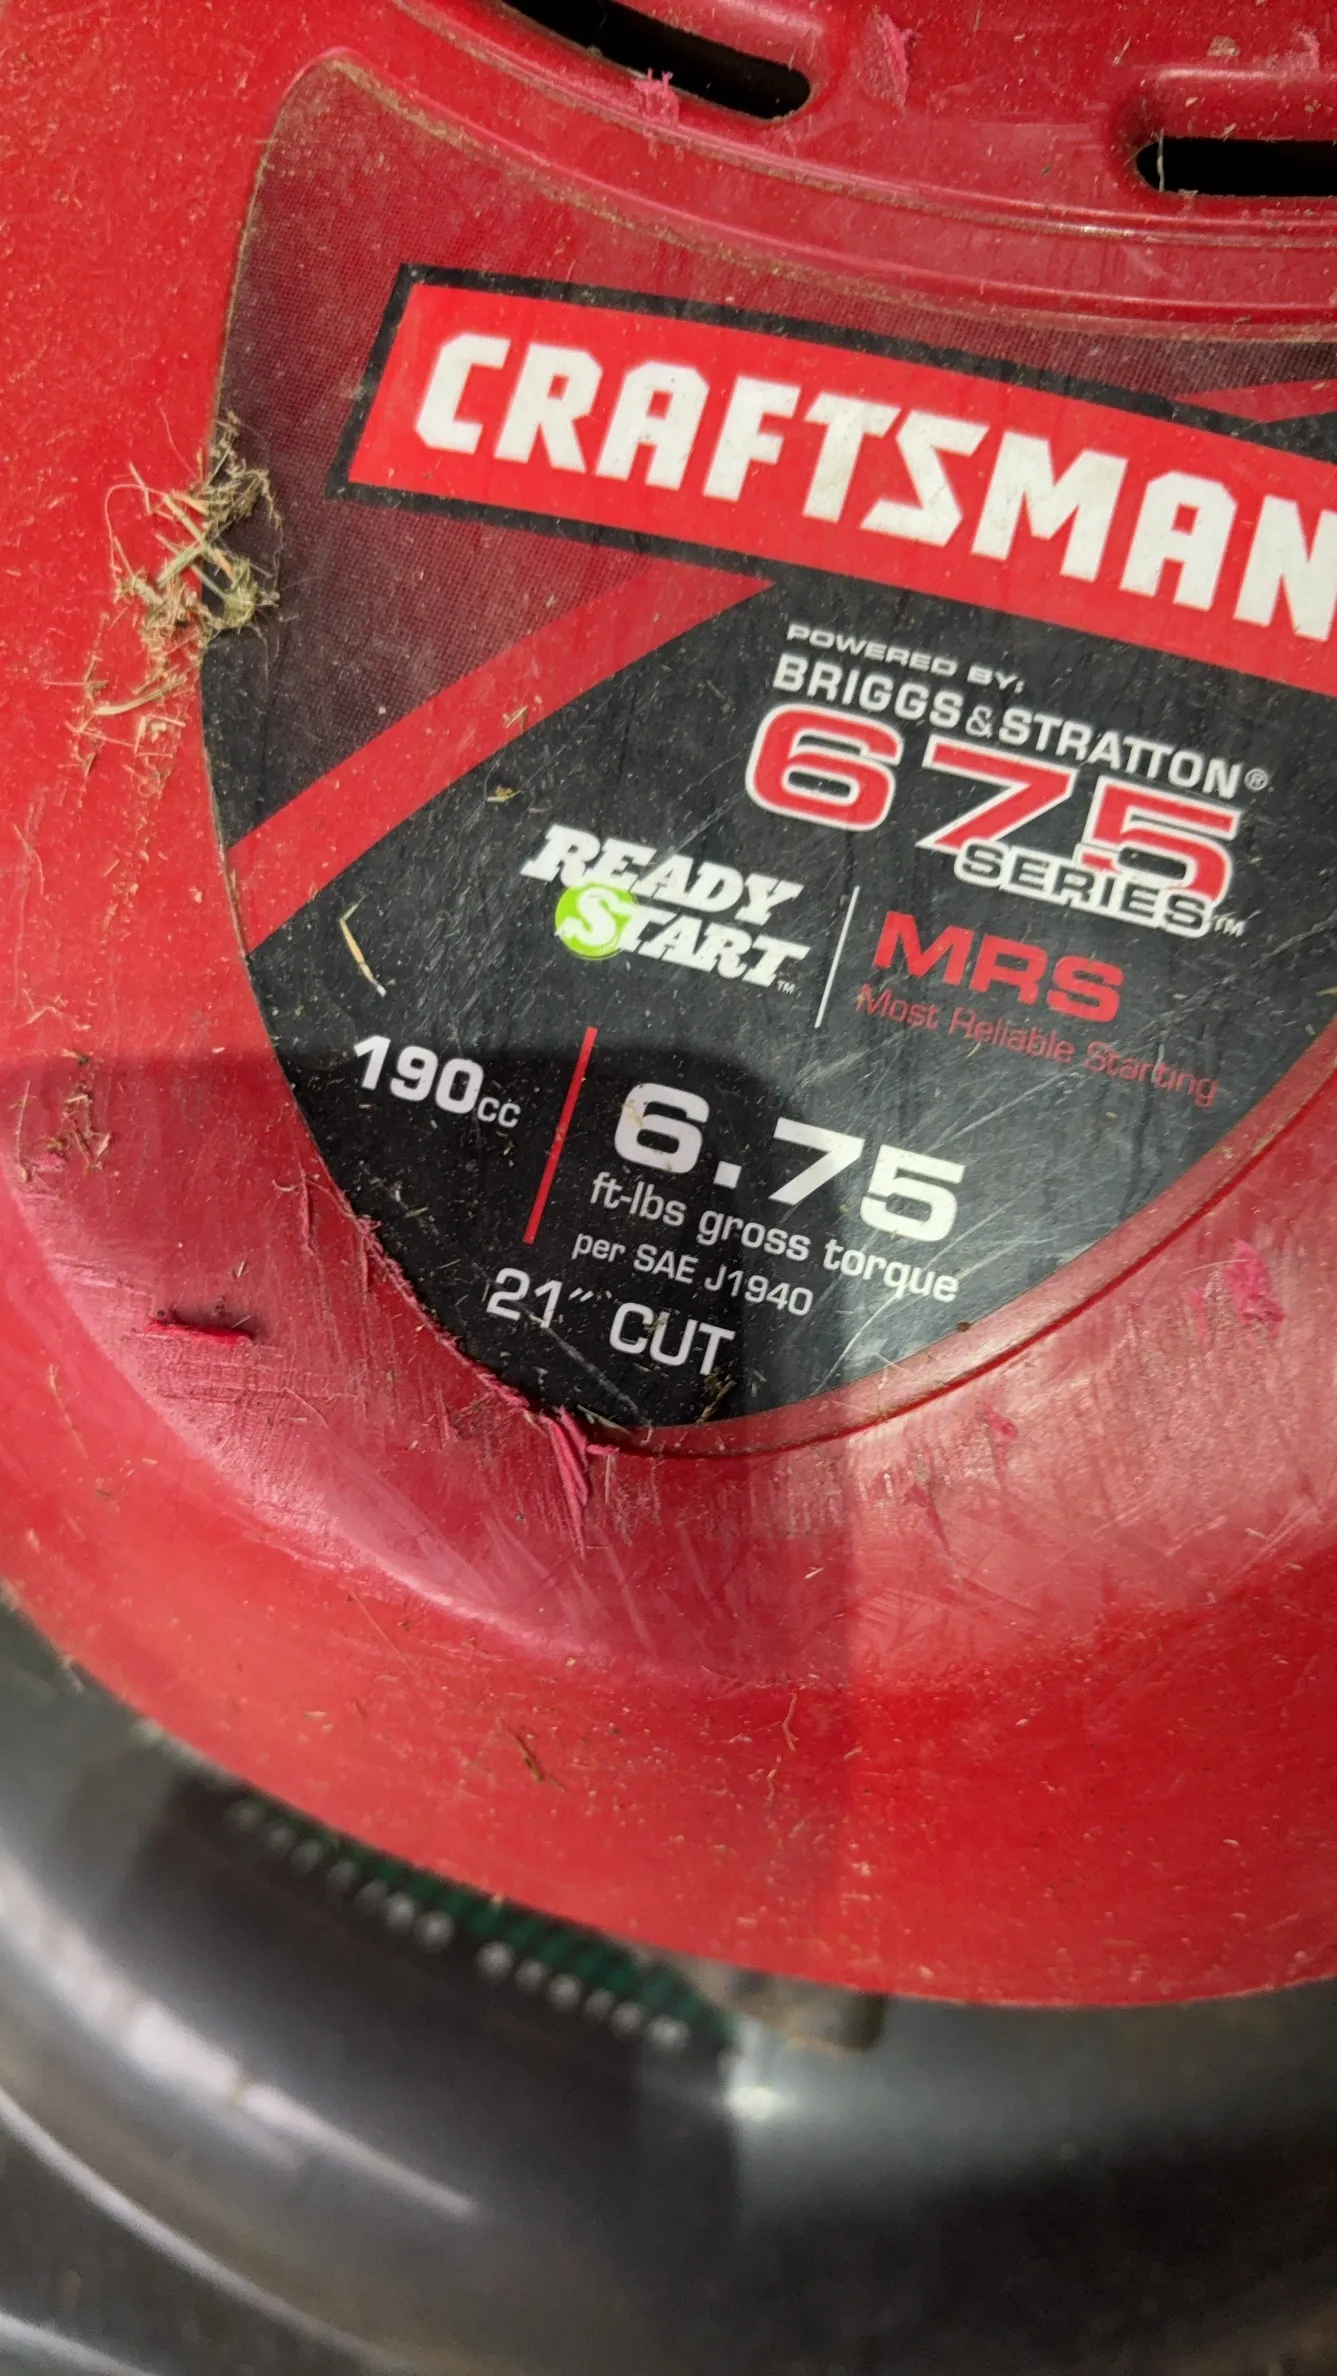 CRAFTSMAN
POWERED BY:
BRIGGS & STRATTON®
675
SERIES™
READY
START™
MRS
Most Reliable Starting
190cc
6.75
ft-lbs gross torque
per SAE J1940
21" CUT